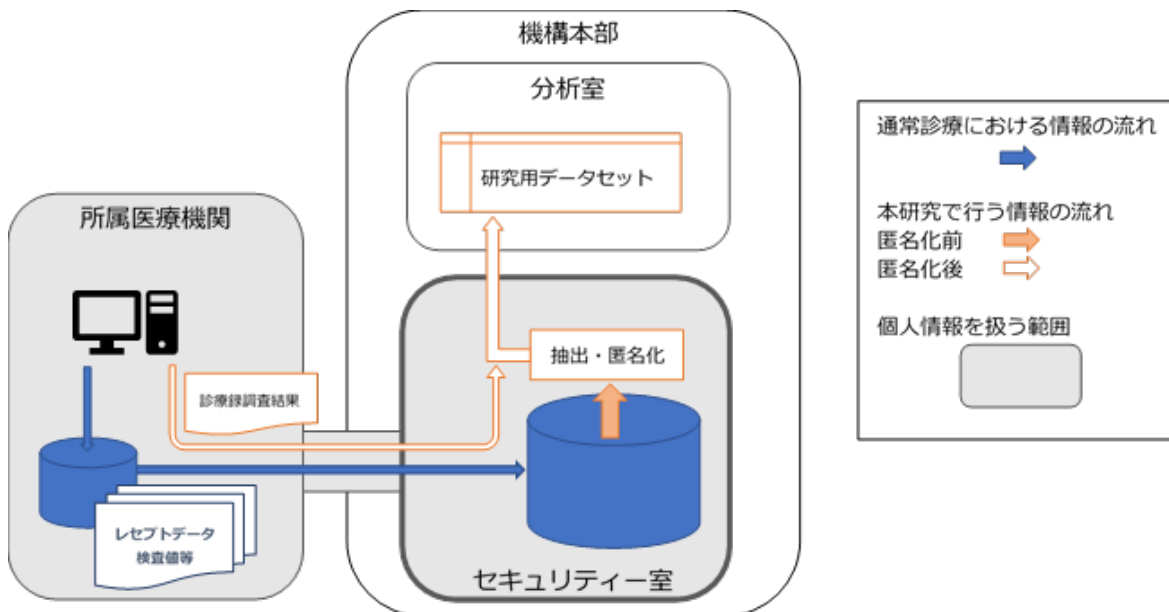 機構本部
分析室
研究用データセット
所属医療機関
診療録調査結果
抽出・匿名化
レセプトデータ
検査値等
セキュリティー室
通常診療における情報の流れ
本研究で行う情報の流れ
匿名化前
匿名化後
個人情報を扱う範囲